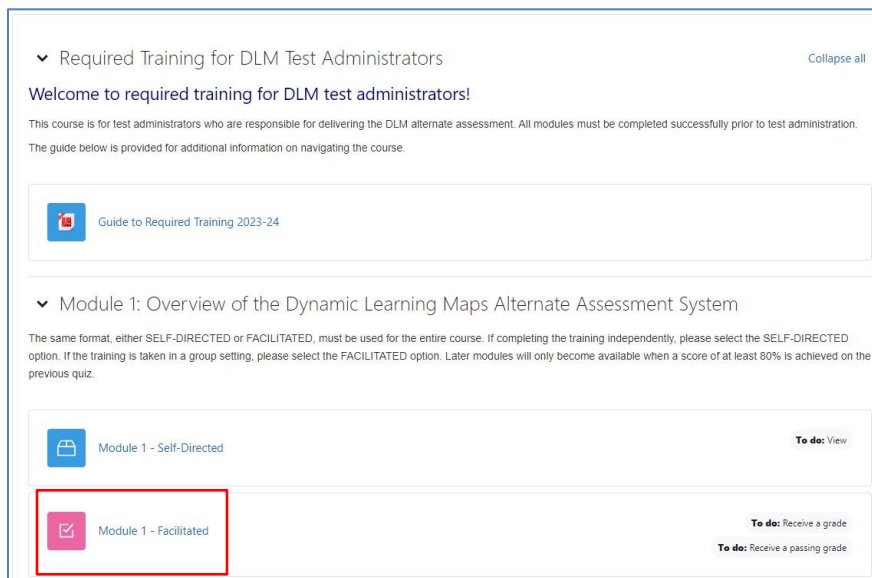 Required Training for DLM Test Administrators
Collapse all
Welcome to required training for DLM test administrators!
This course is for test administrators who are responsible for delivering the DLM alternate assessment. All modules must be completed successfully prior to test administration.
The guide below is provided for additional information on navigating the course.
Guide to Required Training 2023-24
Module 1: Overview of the Dynamic Learning Maps Alternate Assessment System
The same format, either SELF-DIRECTED or FACILITATED, must be used for the entire course. If completing the training independently, please select the SELF-DIRECTED
option. If the training is taken in a group setting, please select the FACILITATED option. Later modules will only become available when a score of at least 80% is achieved on the
previous quiz.
Module 1 - Self-Directed
To do: View
Module 1 - Facilitated
To do: Receive a grade
To do: Receive a passing grade